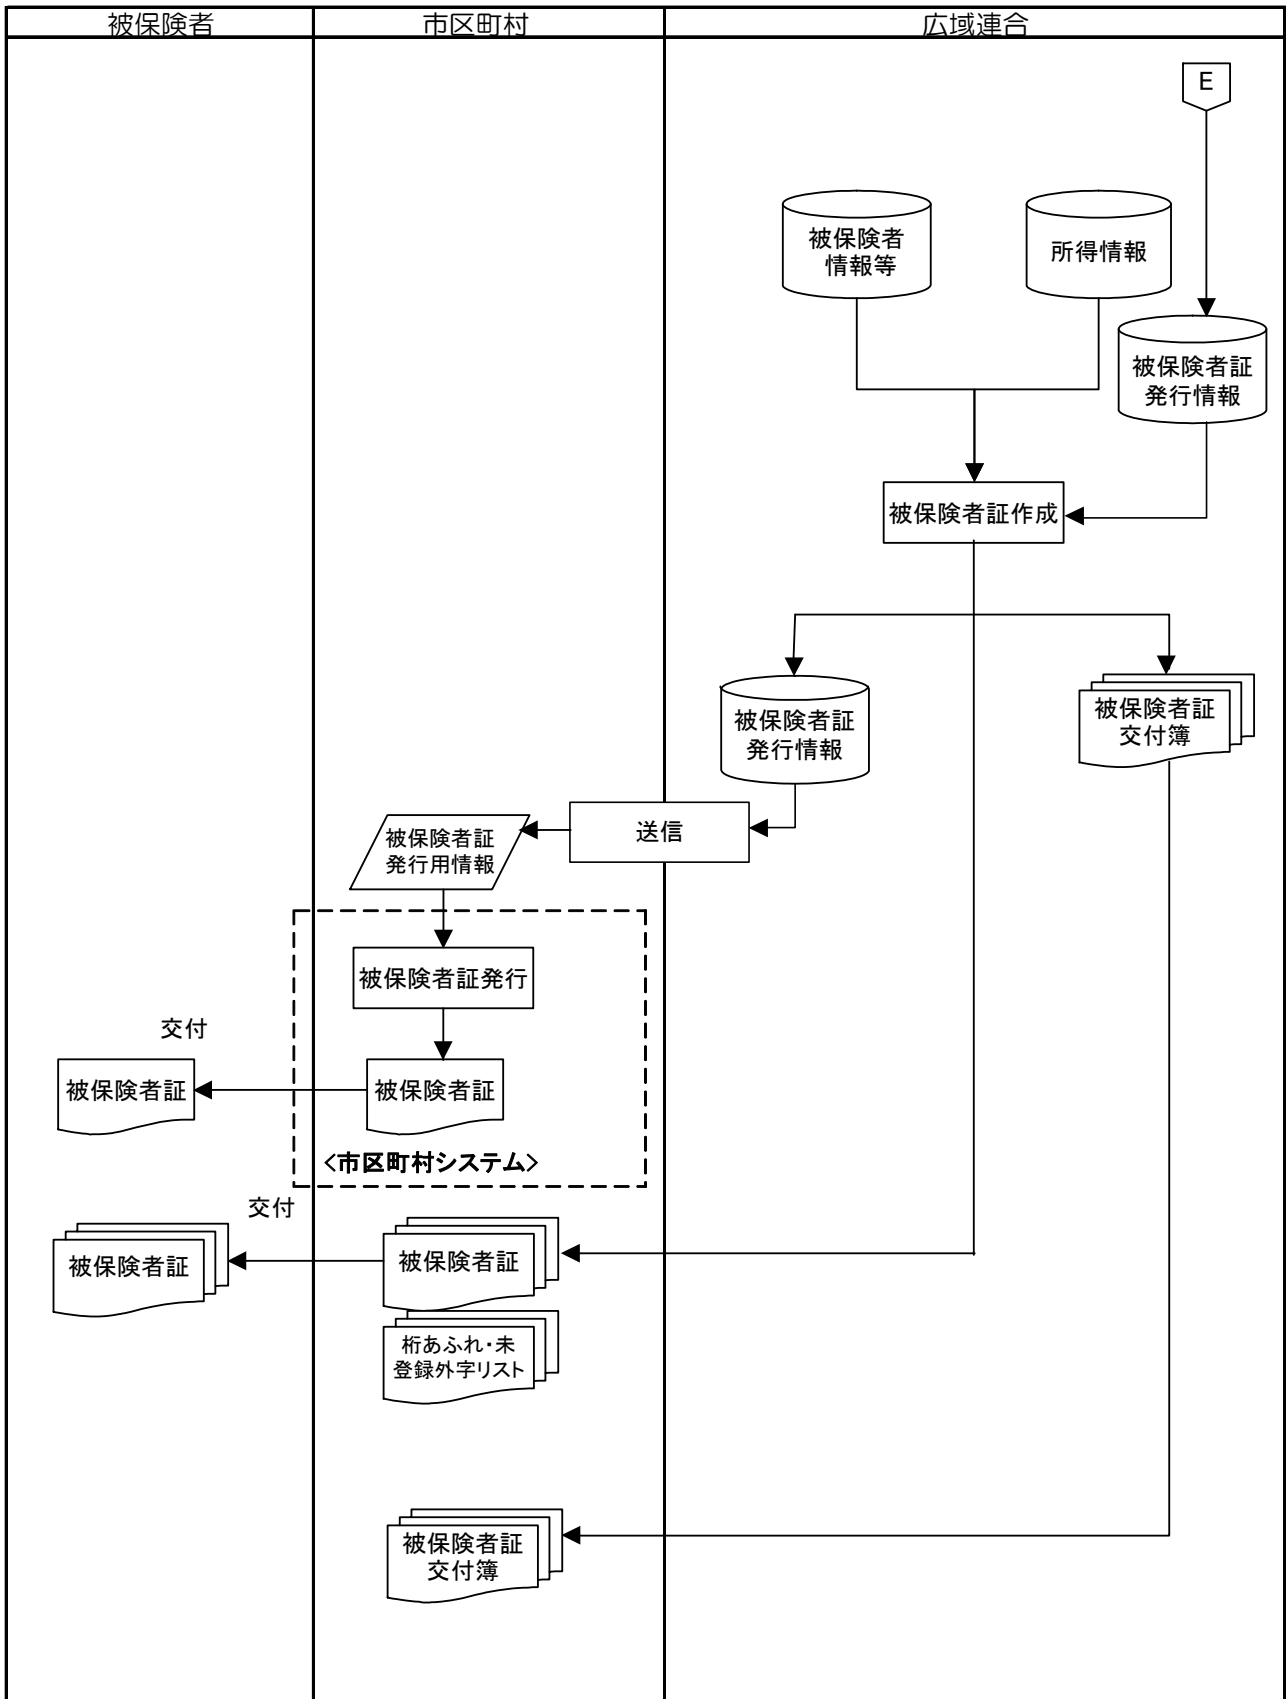 被保険者
市区町村
広域連合
E
被保険者
情報等
所得情報
被保険者証
発行情報
被保険者証作成
被保険者証
発行情報
被保険者証
交付簿
送信
被保険者証
発行用情報
被保険者証発行
交付
被保険者証
被保険者証
<市区町村システム>
交付
被保険者証
被保険者証
桁あふれ・未
登録外字リスト
被保険者証
交付簿